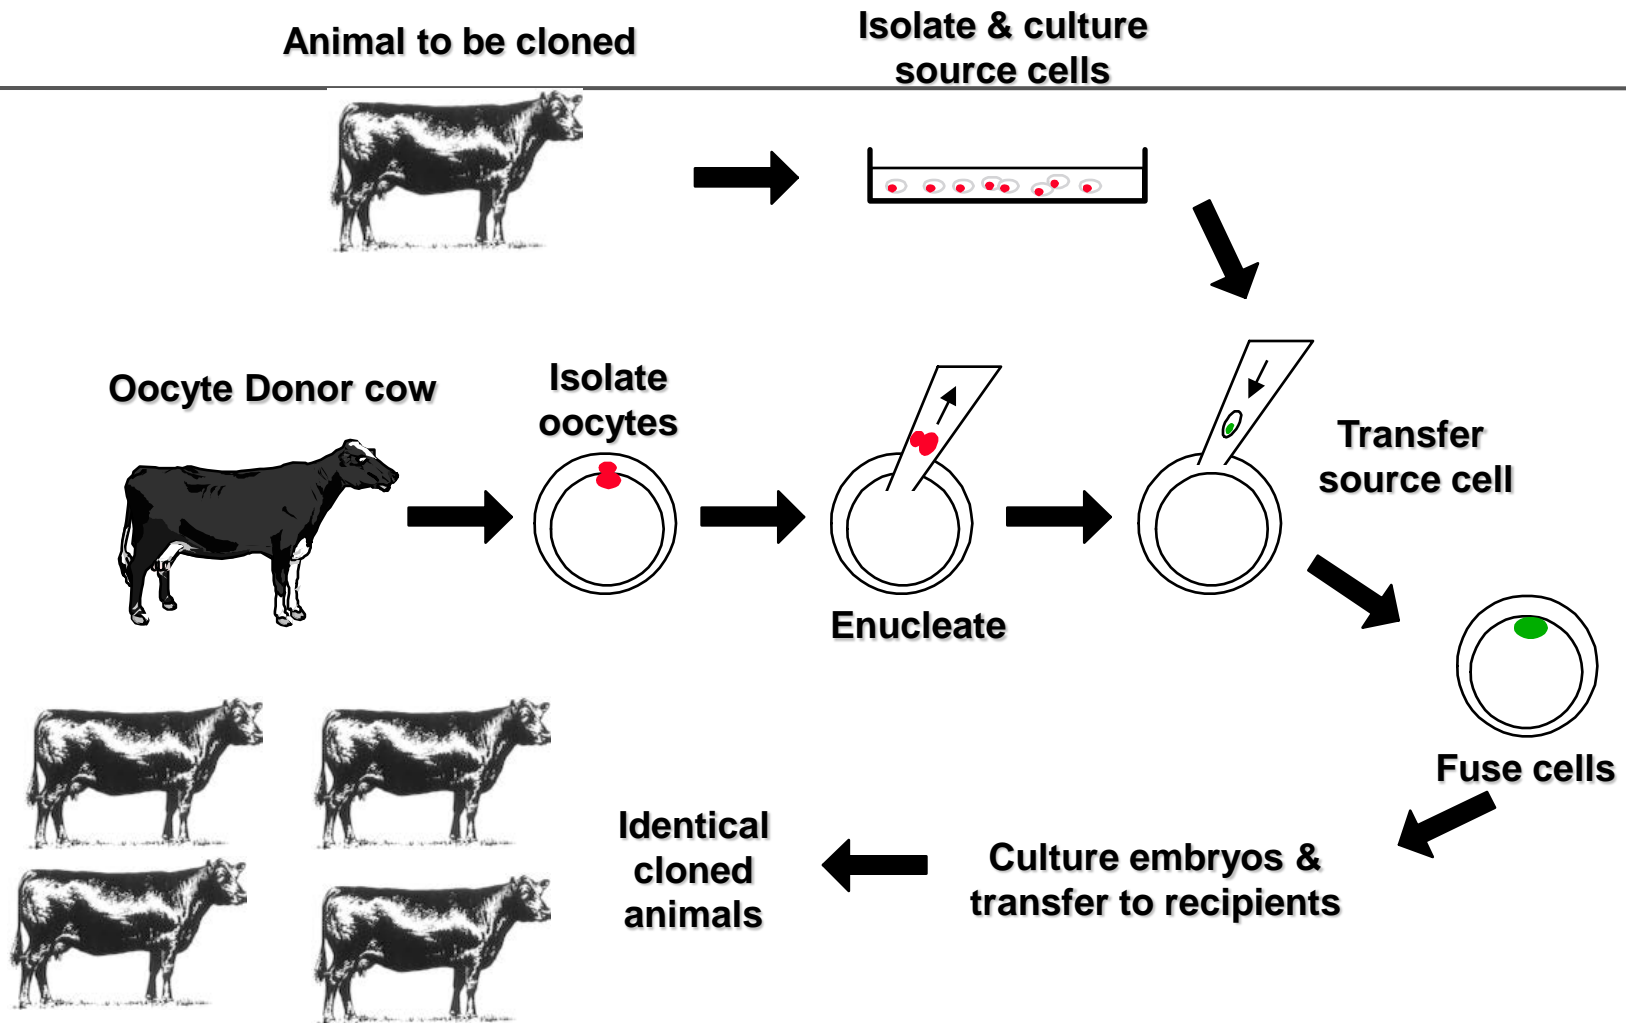 Animal to be cloned
Isolate & culture
source cells
Oocyte Donor cow
Isolate
oocytes
Enucleate
Transfer
source cell
Fuse cells
Culture embryos &
transfer to recipients
Identical
cloned
animals